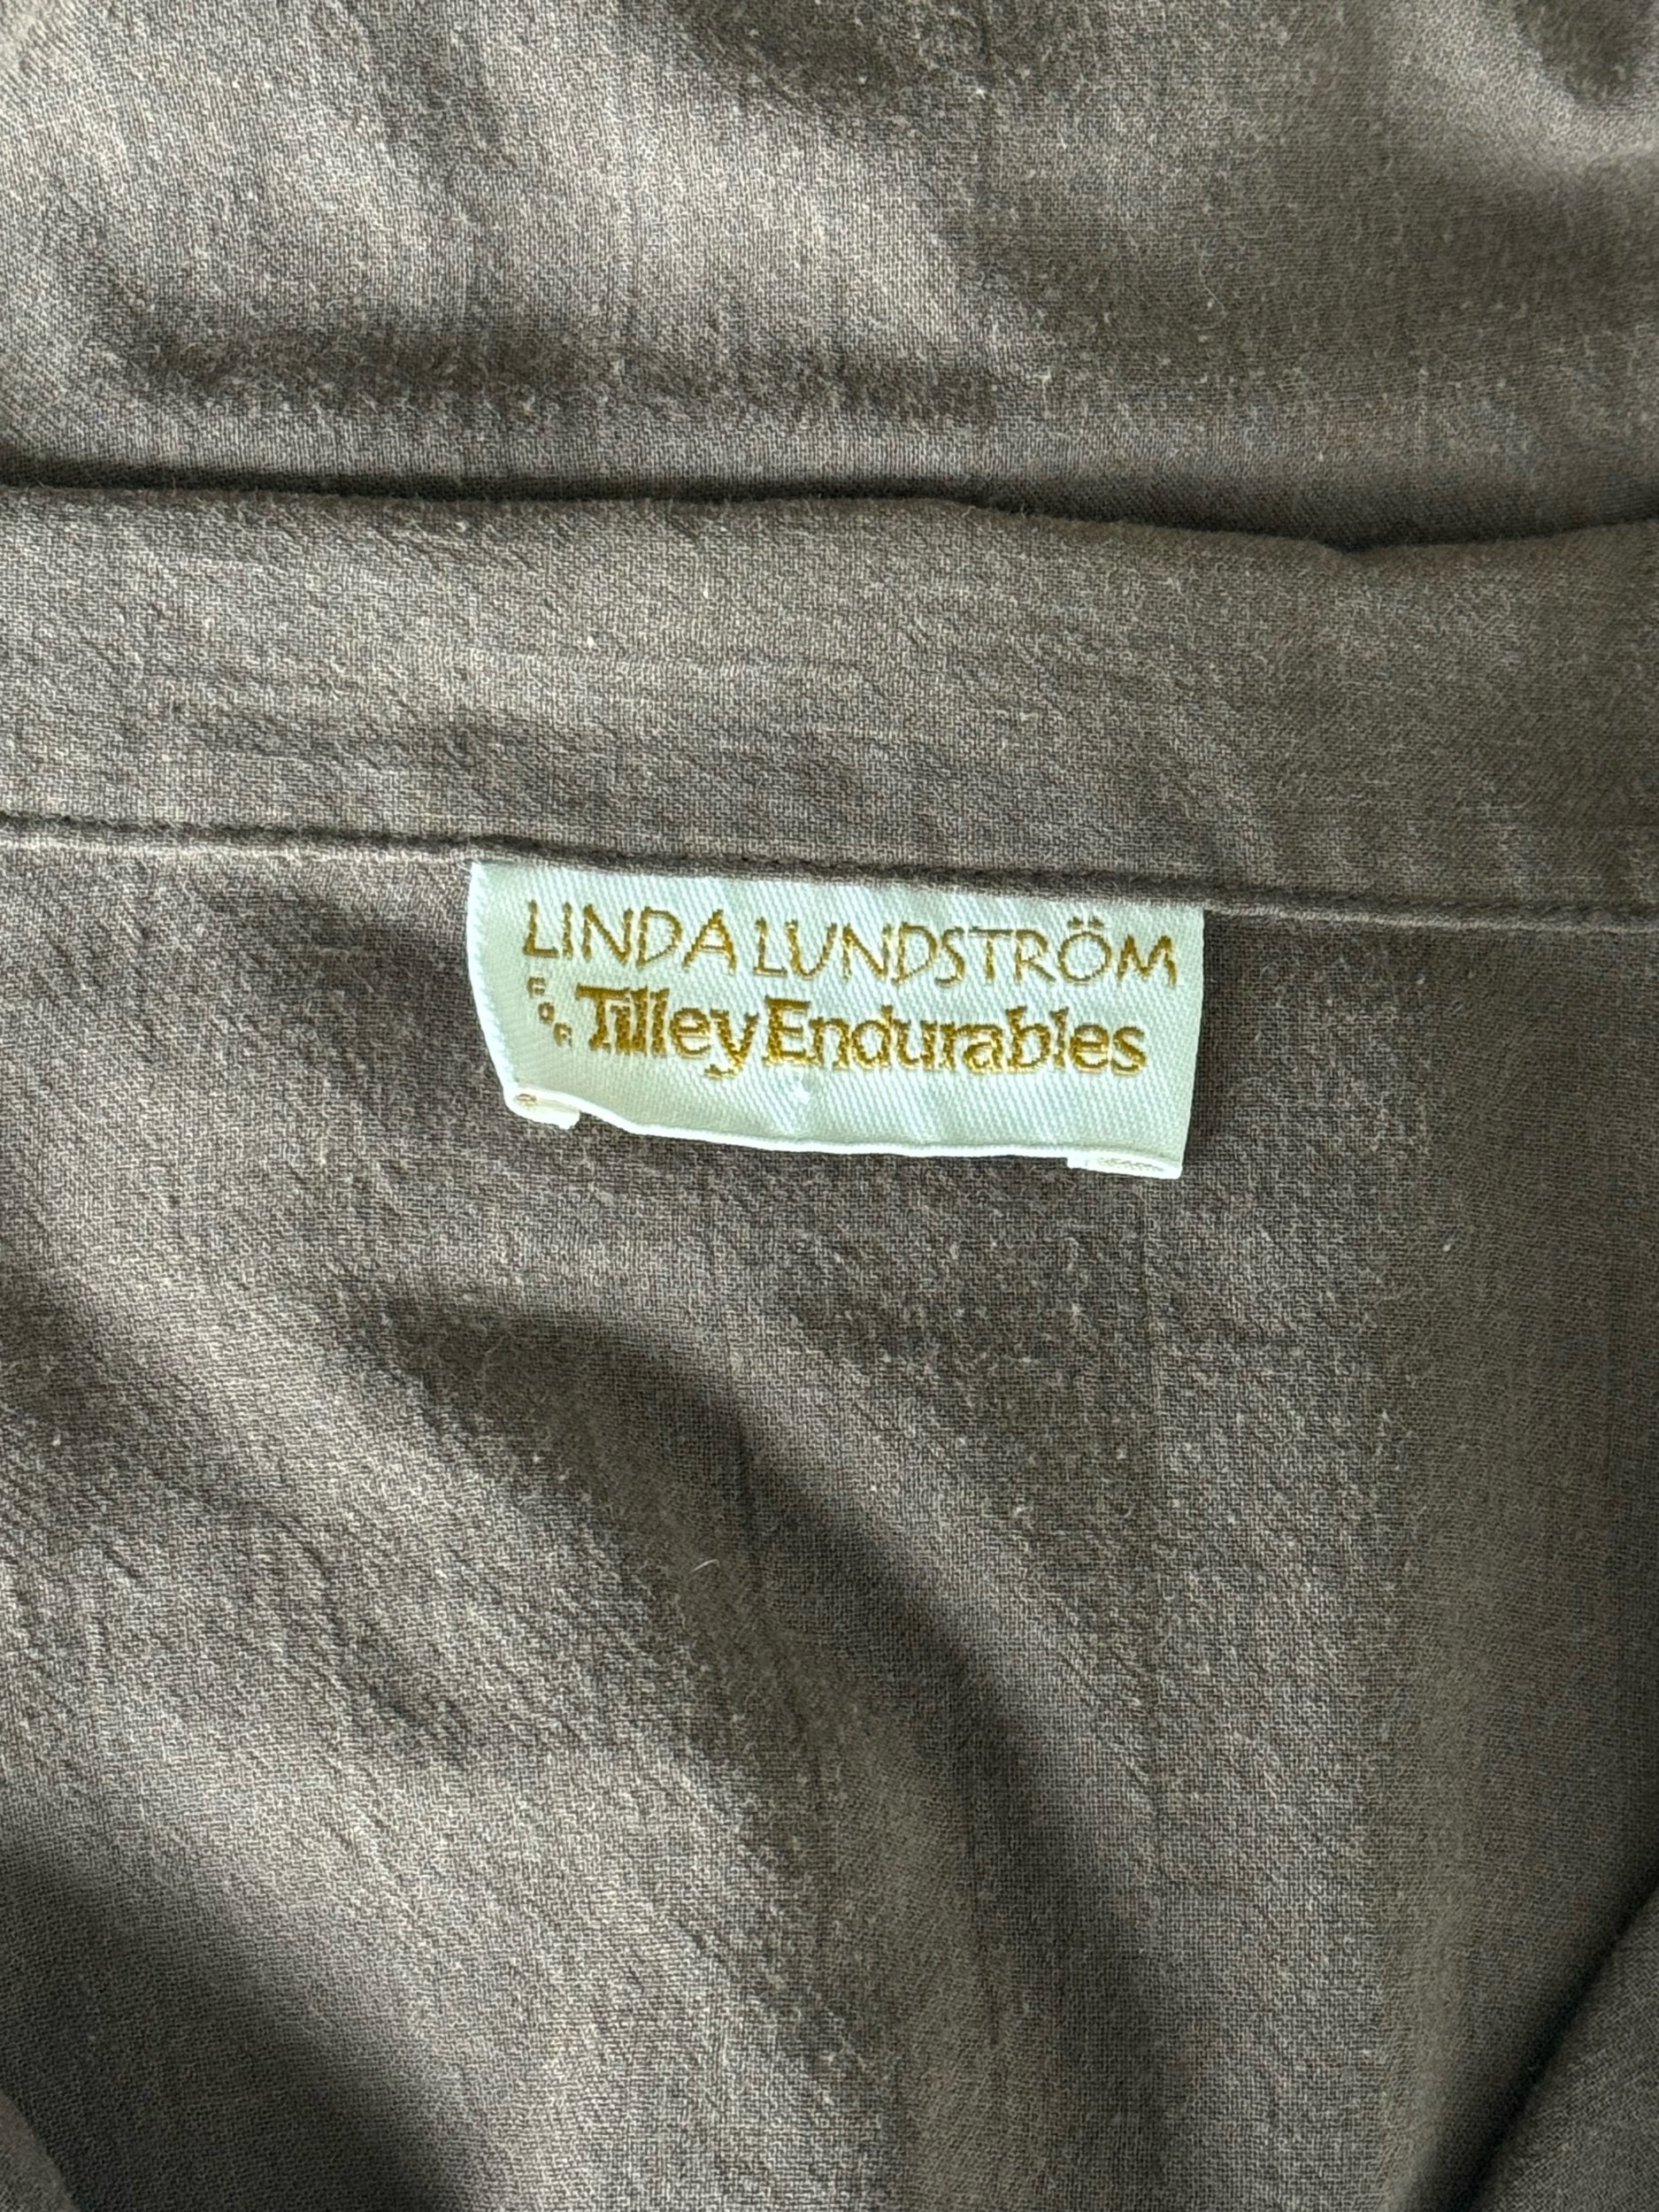 LINDA LUNDSTRÖM
FOR Tilley Endurables